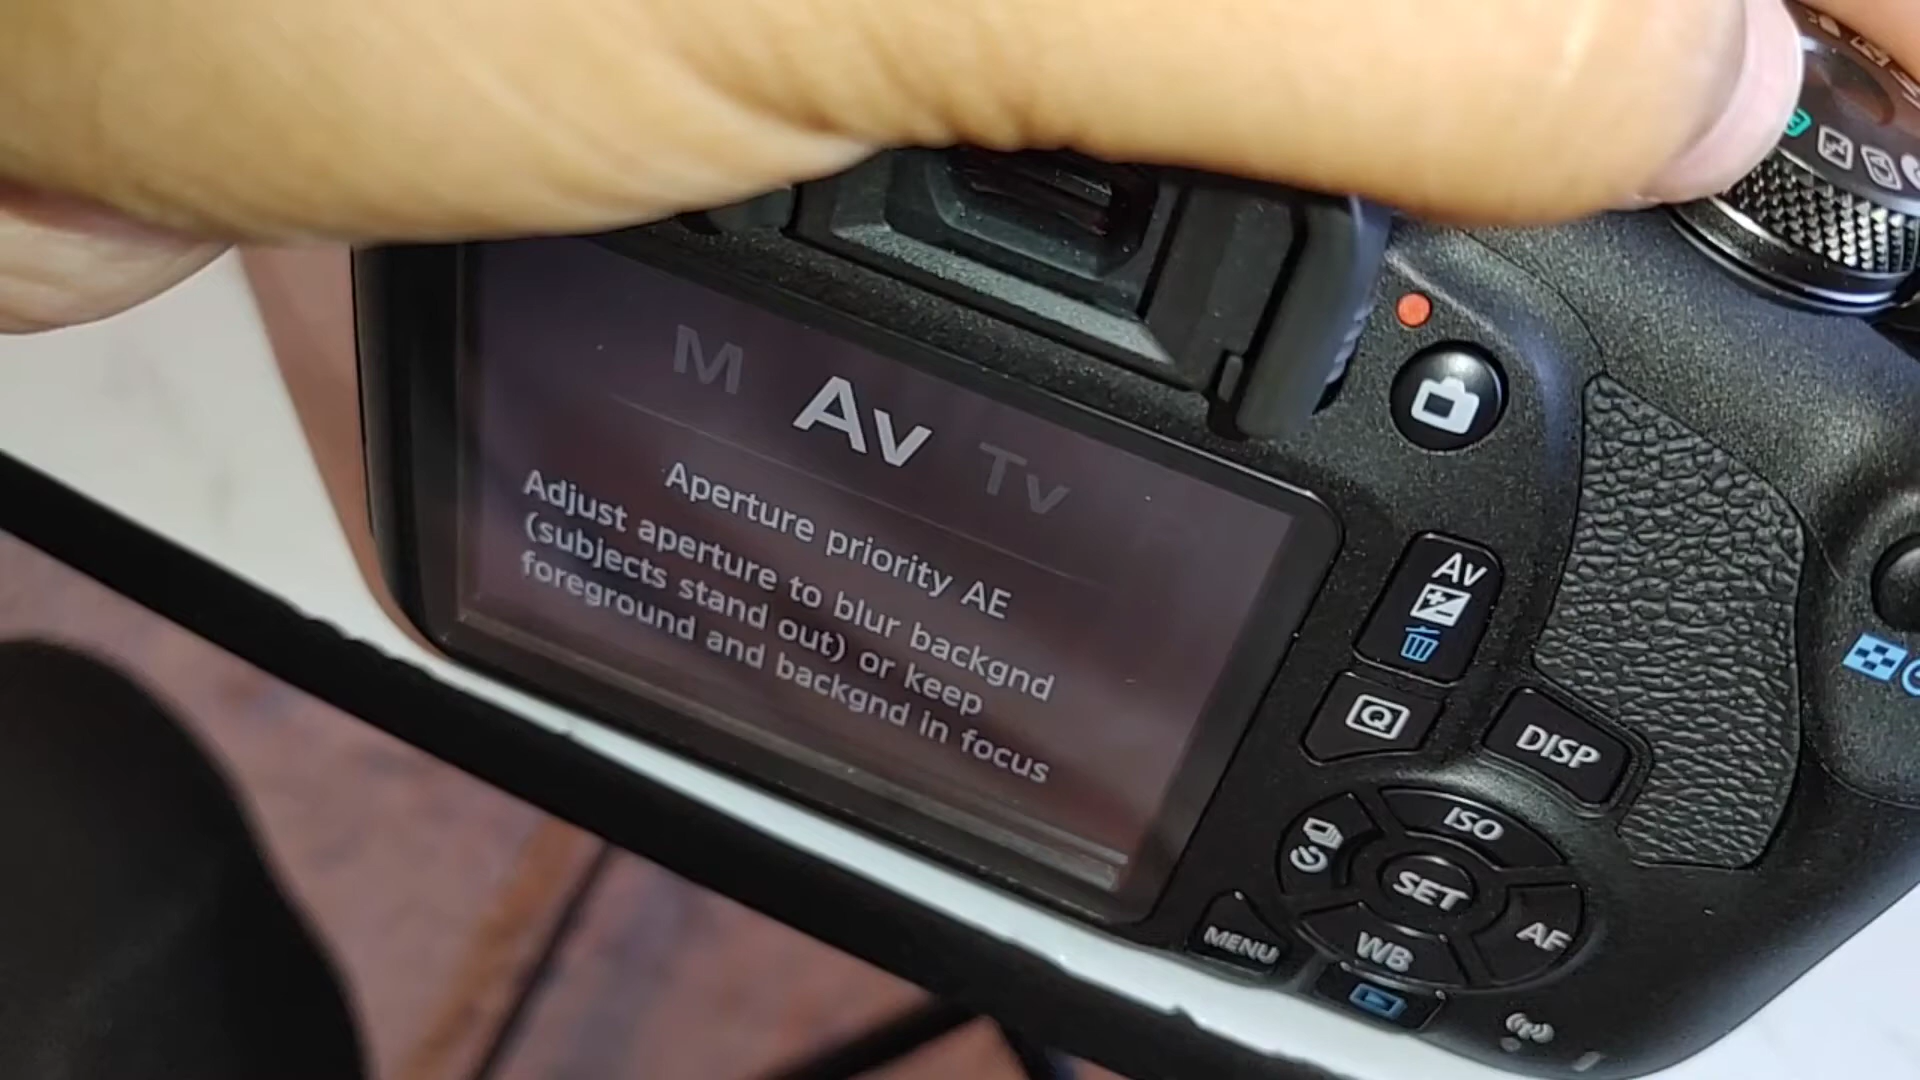 M Av Tv
Aperture priority AE
Adjust aperture to blur backgnd
(subjects stand out) or keep
foreground and backgnd in focus
Av
Q
DISP
ISO
SET
AF
WB
MENU